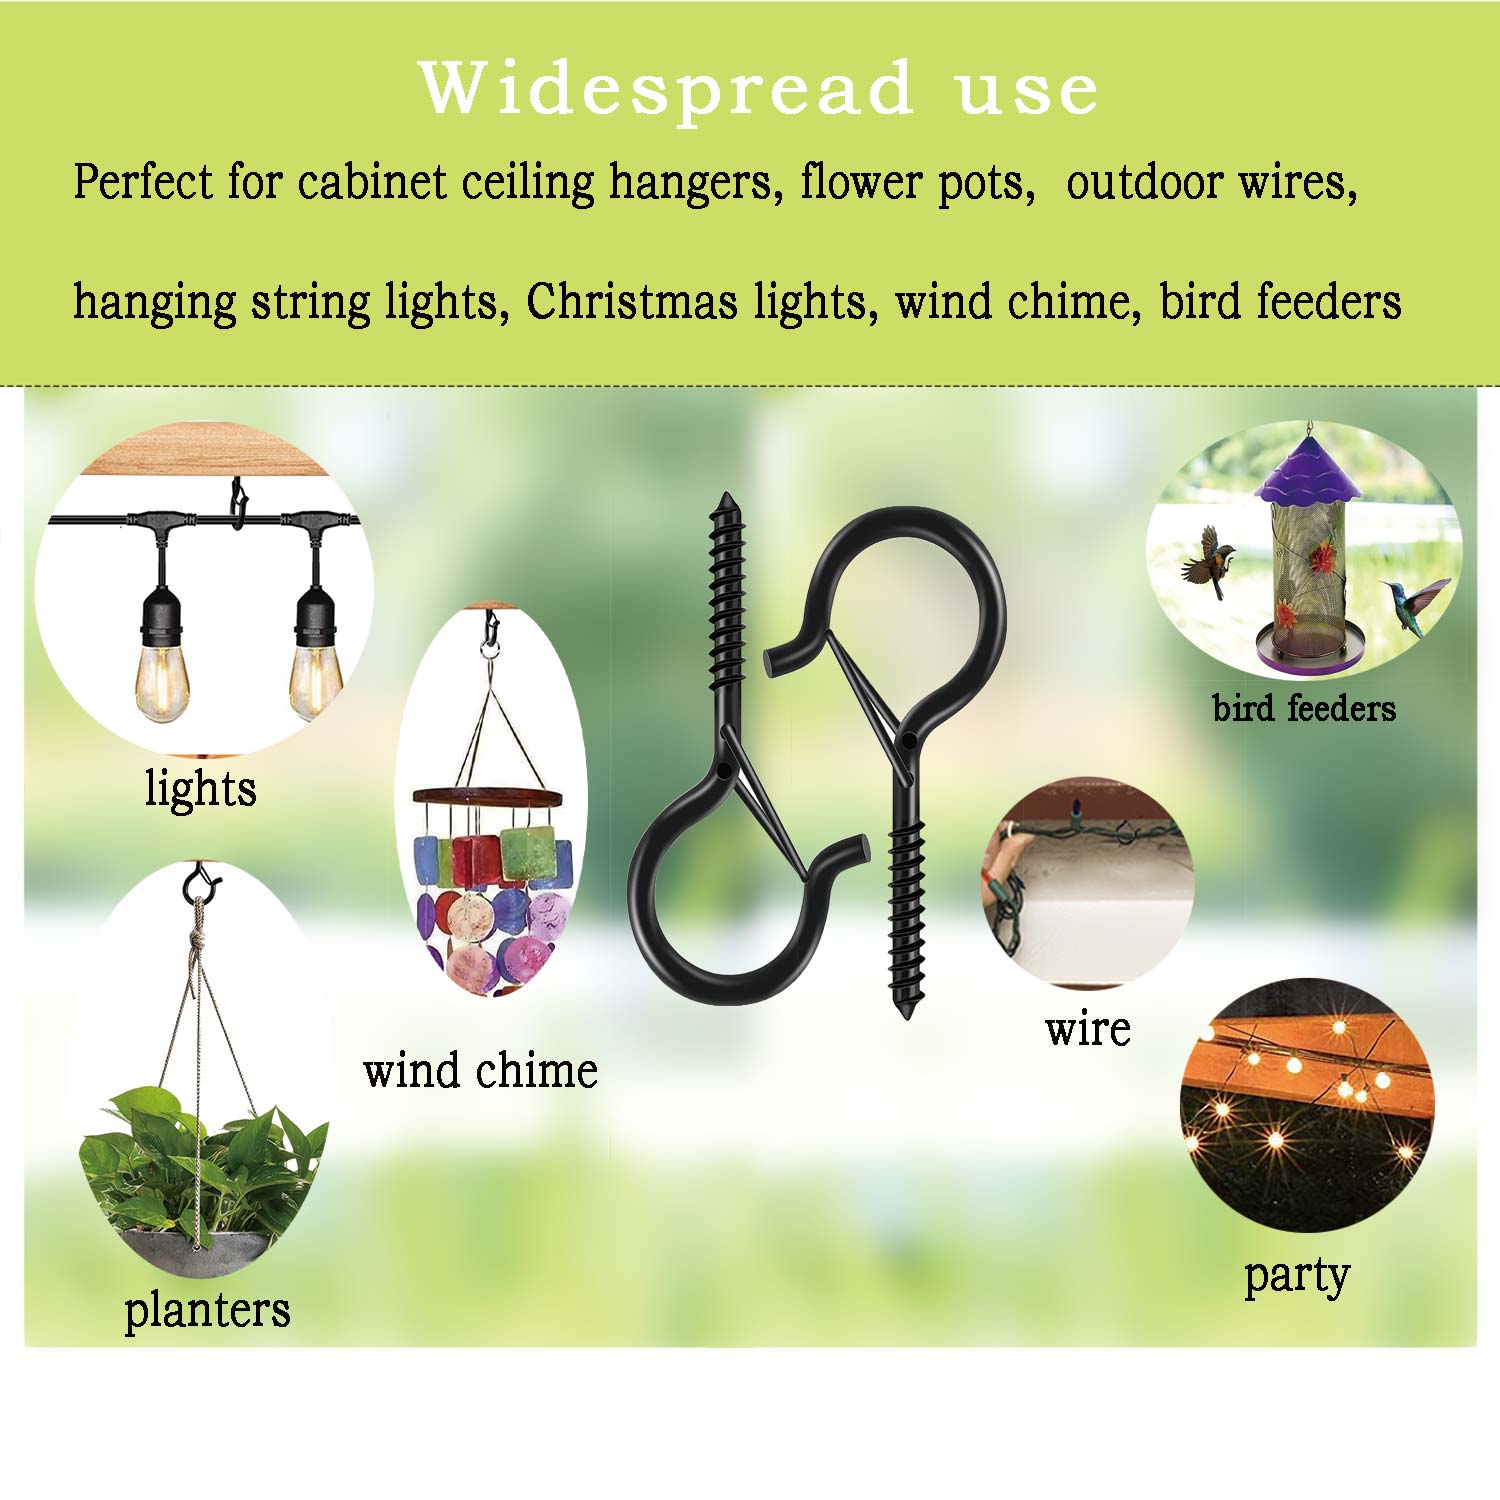 Widespread use
Perfect for cabinet ceiling hangers, flower pots,  outdoor wires,
hanging string lights, Christmas lights, wind chime, bird feeders
bird feeders
lights
wire
wind chime
party
planters